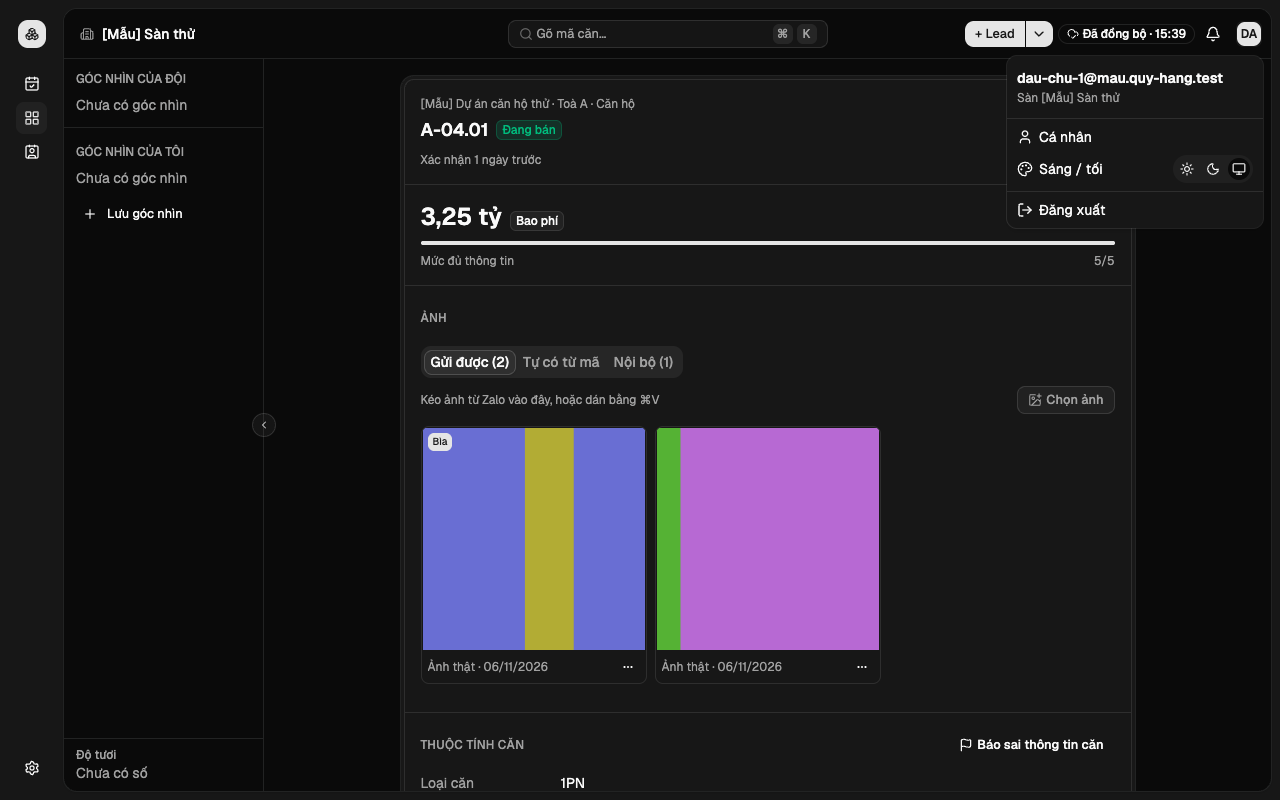 [Mẫu] Sàn thử
Gõ mã căn...
⌘ K
+ Lead
Đã đồng bộ · 15:39
DA
GÓC NHÌN CỦA ĐỘI
Chưa có góc nhìn
GÓC NHÌN CỦA TÔI
Chưa có góc nhìn
+ Lưu góc nhìn
Độ tươi
Chưa có số
dau-chu-1@mau.quy-hang.test
Sàn [Mẫu] Sàn thử
Cá nhân
Sáng / tối
Đăng xuất
[Mẫu] Dự án căn hộ thử · Toà A · Căn hộ
A-04.01 Đang bán
Xác nhận 1 ngày trước
3,25 tỷ Bao phí
Mức đủ thông tin 5/5
ẢNH
Gửi được (2) Tự có từ mã Nội bộ (1)
Kéo ảnh từ Zalo vào đây, hoặc dán bằng ⌘V
Chọn ảnh
Bìa
Ảnh thật · 06/11/2026
Ảnh thật · 06/11/2026
THUỘC TÍNH CĂN
Báo sai thông tin căn
Loại căn 1PN